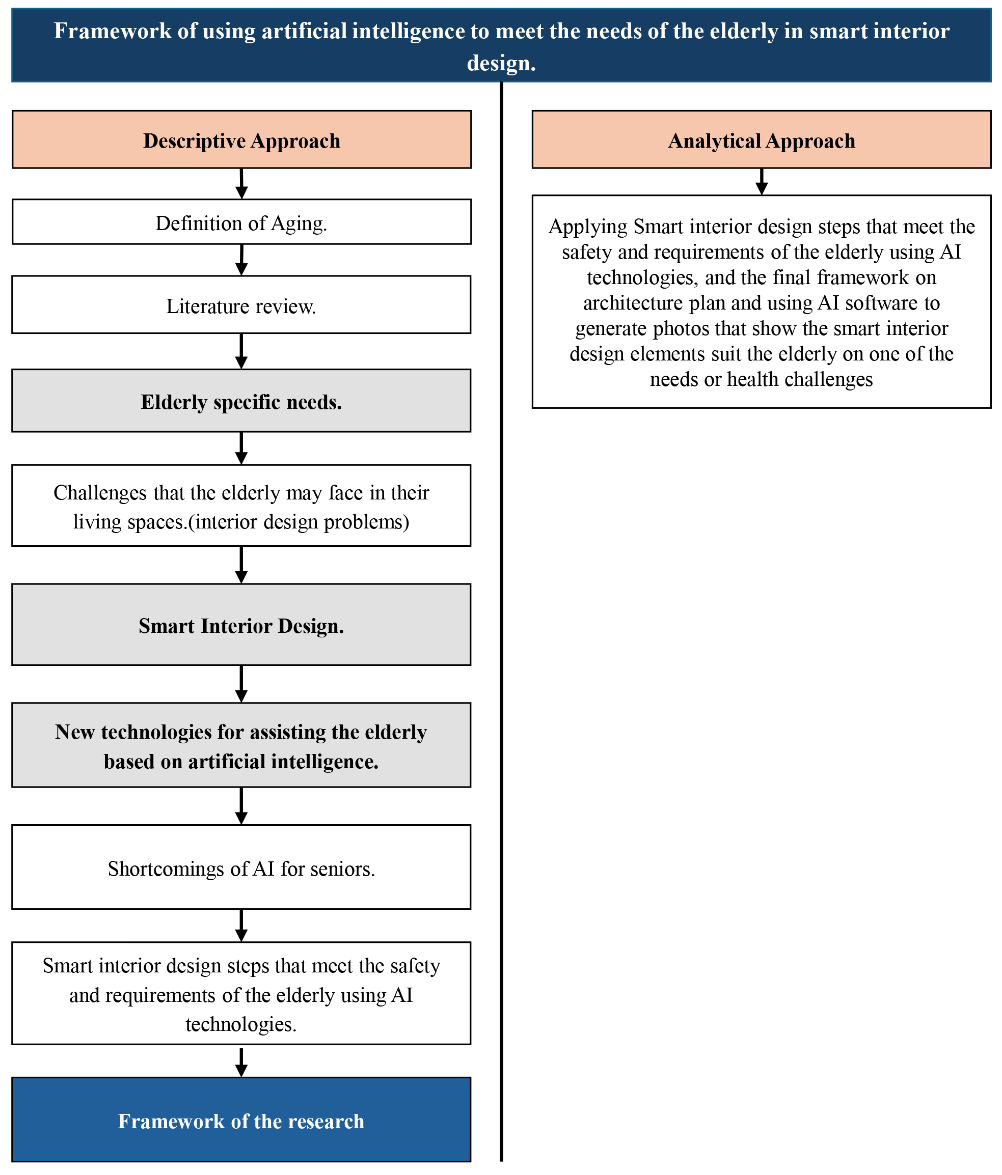 Framework of using artificial intelligence to meet the needs of the elderly in smart interior
design.
Descriptive Approach
Definition of Aging.
Literature review.
Elderly specific needs.
Challenges that the elderly may face in their
living spaces.(interior design problems)
Smart Interior Design.
New technologies for assisting the elderly
based on artificial intelligence.
Shortcomings of AI for seniors.
Smart interior design steps that meet the safety
and requirements of the elderly using AI
technologies.
Framework of the research
Analytical Approach
Applying Smart interior design steps that meet the
safety and requirements of the elderly using AI
technologies, and the final framework on
architecture plan and using AI software to
generate photos that show the smart interior
design elements suit the elderly on one of the
needs or health challenges